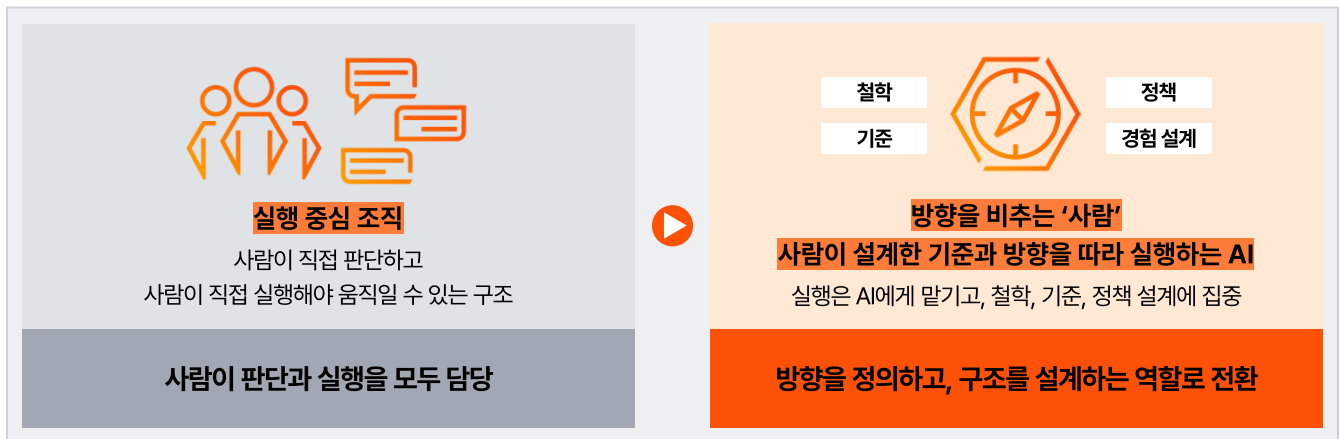 실행 중심 조직
사람이 직접 판단하고
사람이 직접 실행해야 움직일 수 있는 구조
사람이 판단과 실행을 모두 담당
철학
정책
기준
경험 설계
방향을 비추는 ‘사람’
사람이 설계한 기준과 방향을 따라 실행하는 AI
실행은 AI에게 맡기고, 철학, 기준, 정책 설계에 집중
방향을 정의하고, 구조를 설계하는 역할로 전환